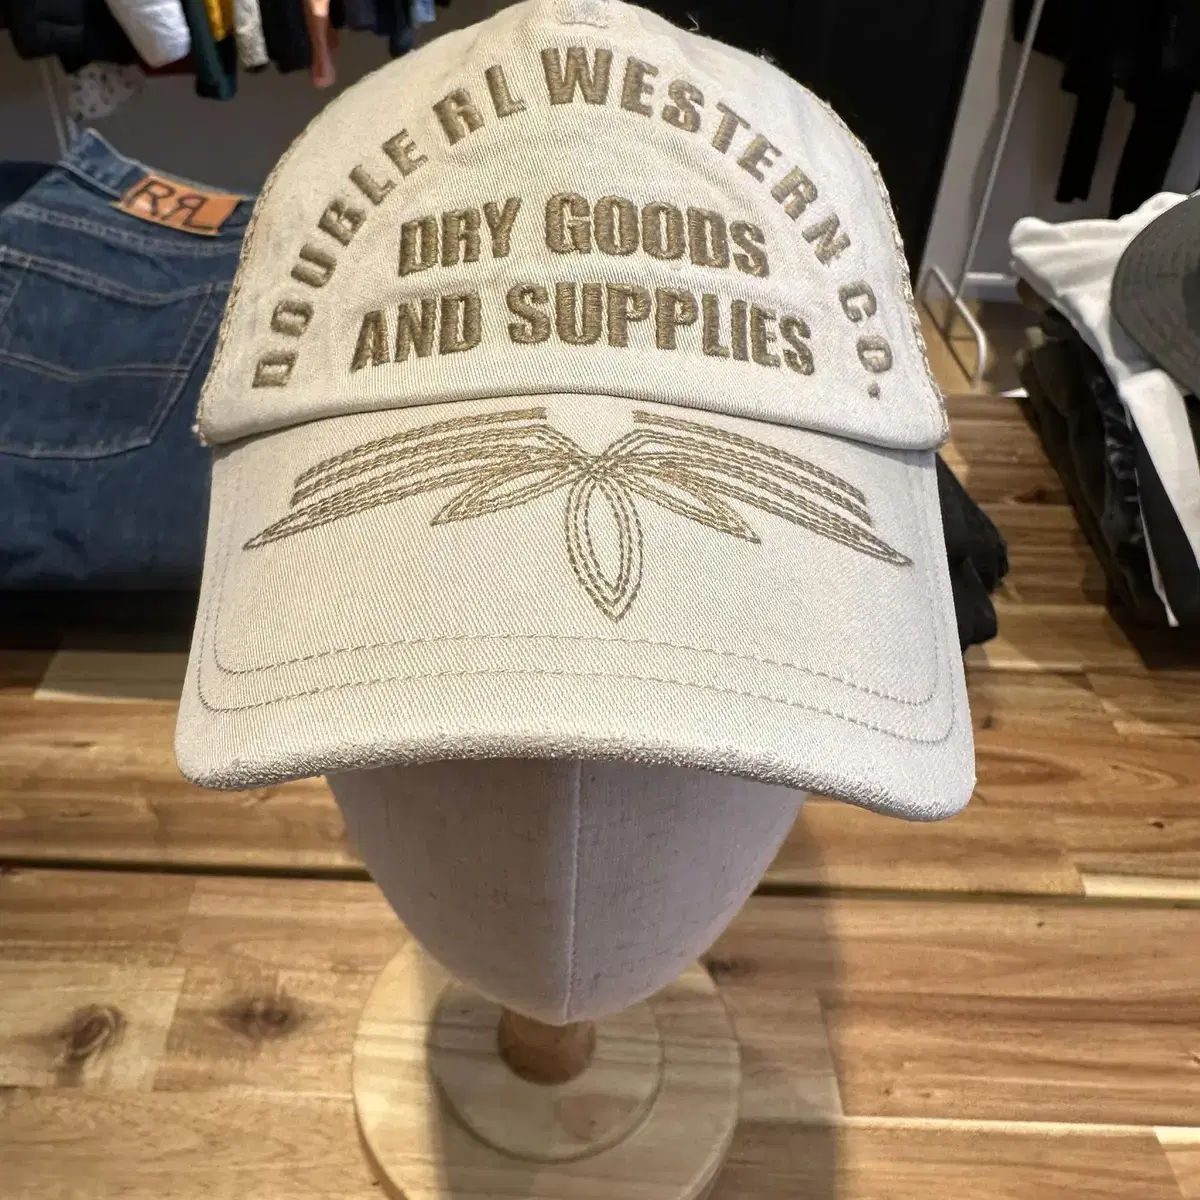 DOUBLE RL WESTERN CO.
DRY GOODS
AND SUPPLIES
RRL